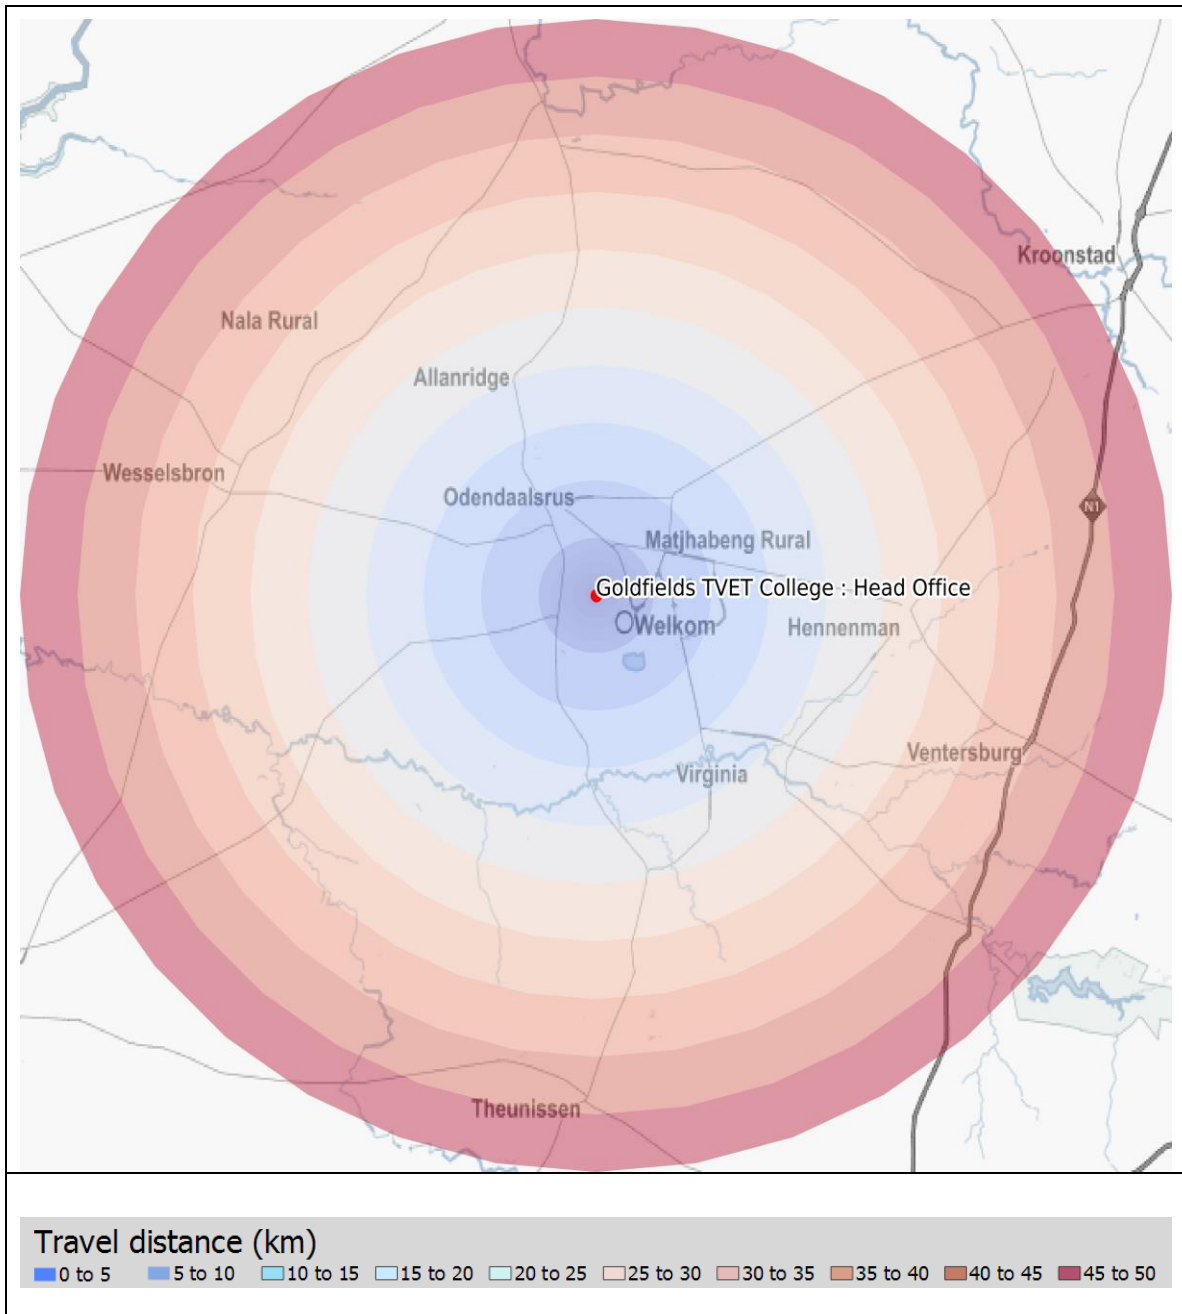 Kroonstad
Nala Rural
Allanridge
Wesselsbron
Odendaalsrus
N1
Matjhabeng Rural
Goldfields TVET College : Head Office
Welkom
Hennenman
Ventersburg
Virginia
Theunissen
Travel distance (km)
0 to 5 5 to 10 10 to 15 15 to 20 20 to 25 25 to 30 30 to 35 35 to 40 40 to 45 45 to 50